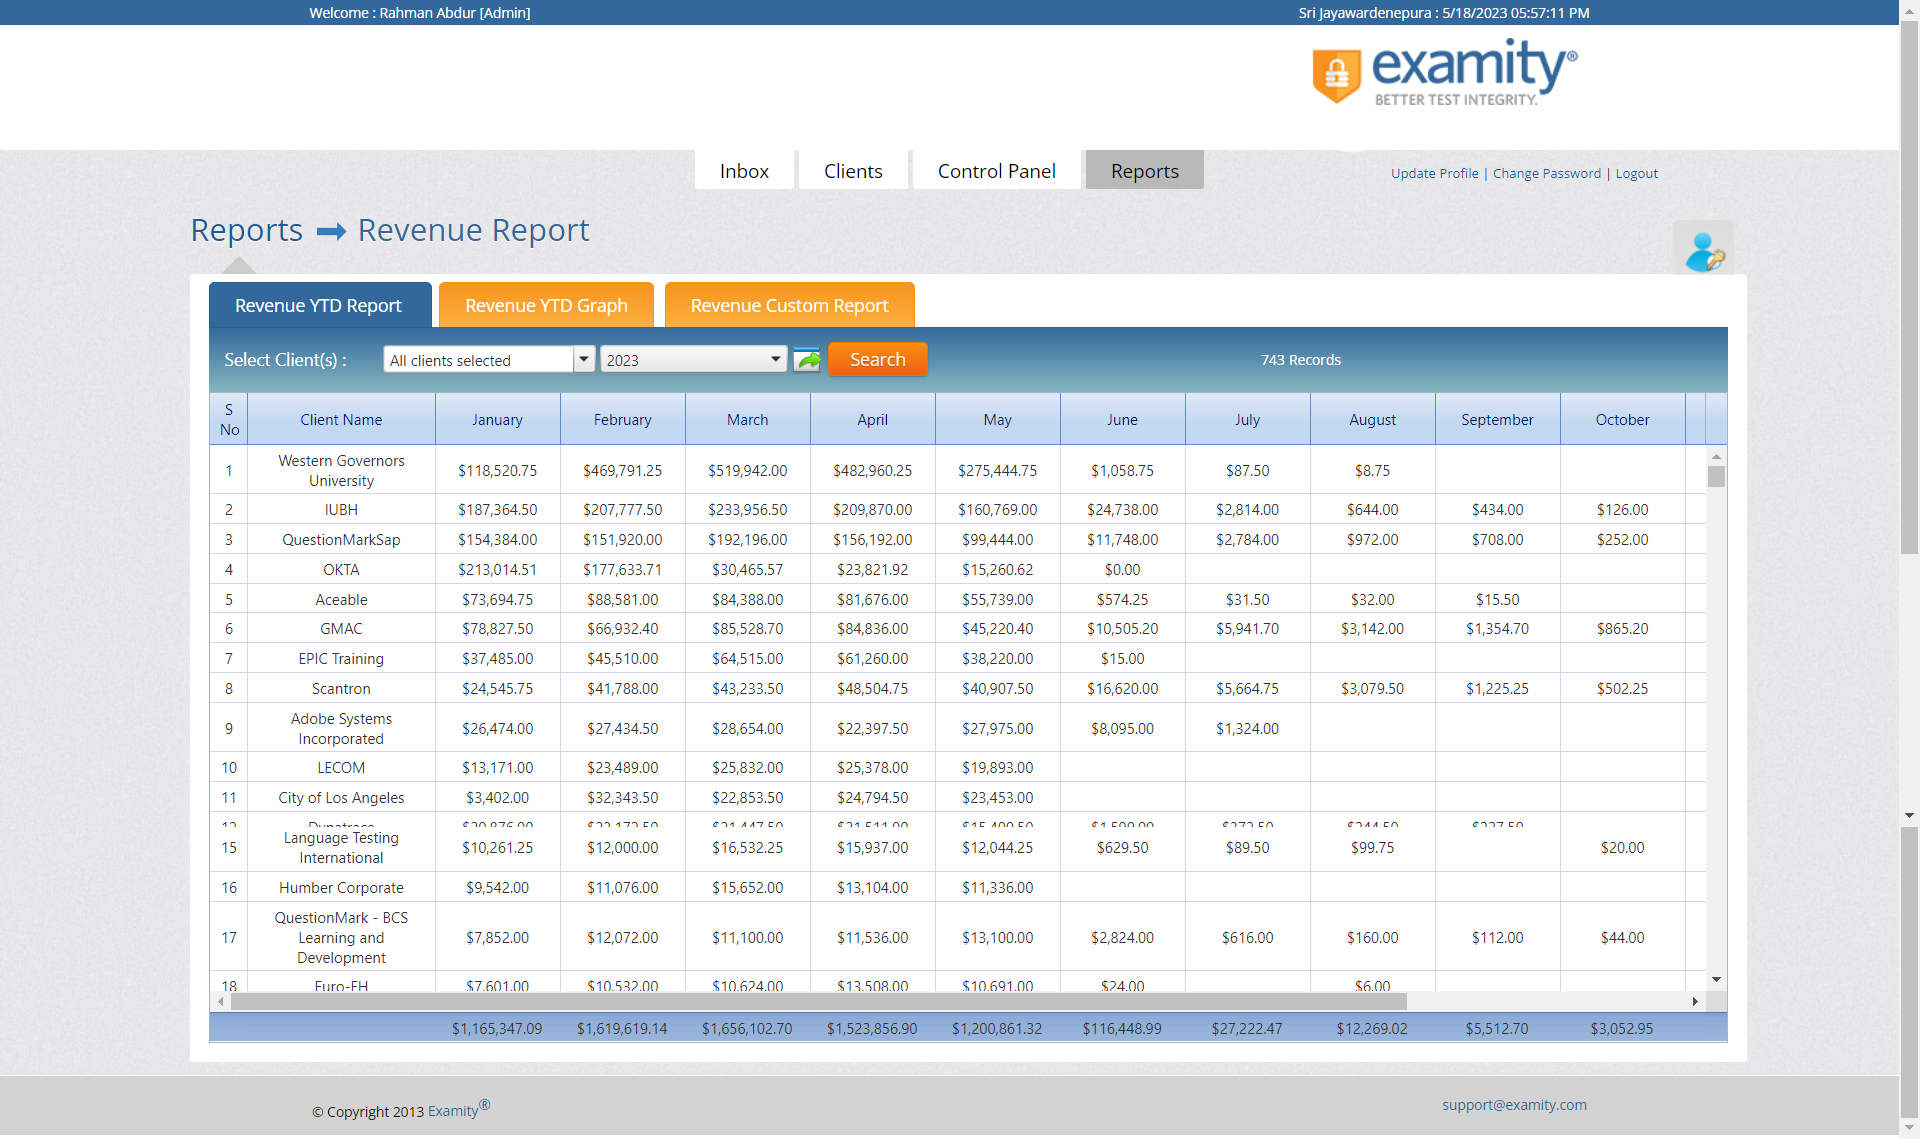 Welcome : Rahman Abdur [Admin]
Sri Jayawardenepura : 5/18/2023 05:57:11 PM
examity®
BETTER TEST INTEGRITY.
Inbox Clients Control Panel Reports
Update Profile | Change Password | Logout
Reports Revenue Report
Revenue YTD Report Revenue YTD Graph Revenue Custom Report
Select Client(s) : All clients selected 2023 Search 743 Records
S No Client Name January February March April May June July August September October
1 Western Governors University $118,520.75 $469,791.25 $519,942.00 $482,960.25 $275,444.75 $1,058.75 $87.50 $8.75
2 IUBH $187,364.50 $207,777.50 $233,956.50 $209,870.00 $160,769.00 $24,738.00 $2,814.00 $644.00 $434.00 $126.00
3 QuestionMarkSap $154,384.00 $151,920.00 $192,196.00 $156,192.00 $99,444.00 $11,748.00 $2,784.00 $972.00 $708.00 $252.00
4 OKTA $213,014.51 $177,633.71 $30,465.57 $23,821.92 $15,260.62 $0.00
5 Aceable $73,694.75 $88,581.00 $84,388.00 $81,676.00 $55,739.00 $574.25 $31.50 $32.00 $15.50
6 GMAC $78,827.50 $66,932.40 $85,528.70 $84,836.00 $45,220.40 $10,505.20 $5,941.70 $3,142.00 $1,354.70 $865.20
7 EPIC Training $37,485.00 $45,510.00 $64,515.00 $61,260.00 $38,220.00 $15.00
8 Scantron $24,545.75 $41,788.00 $43,233.50 $48,504.75 $40,907.50 $16,620.00 $5,664.75 $3,079.50 $1,225.25 $502.25
9 Adobe Systems Incorporated $26,474.00 $27,434.50 $28,654.00 $22,397.50 $27,975.00 $8,095.00 $1,324.00
10 LECOM $13,171.00 $23,489.00 $25,832.00 $25,378.00 $19,893.00
11 City of Los Angeles $3,402.00 $32,343.50 $22,853.50 $24,794.50 $23,453.00
15 Language Testing International $10,261.25 $12,000.00 $16,532.25 $15,937.00 $12,044.25 $629.50 $89.50 $99.75 $20.00
16 Humber Corporate $9,542.00 $11,076.00 $15,652.00 $13,104.00 $11,336.00
17 QuestionMark - BCS Learning and Development $7,852.00 $12,072.00 $11,100.00 $11,536.00 $13,100.00 $2,824.00 $616.00 $160.00 $112.00 $44.00
18 Euro-FH $7,601.00 $10,532.00 $10,624.00 $13,508.00 $10,691.00 $24.00 $6.00
$1,165,347.09 $1,619,619.14 $1,656,102.70 $1,523,856.90 $1,200,861.32 $116,448.99 $27,222.47 $12,269.02 $5,512.70 $3,052.95
© Copyright 2013 Examity®
support@examity.com